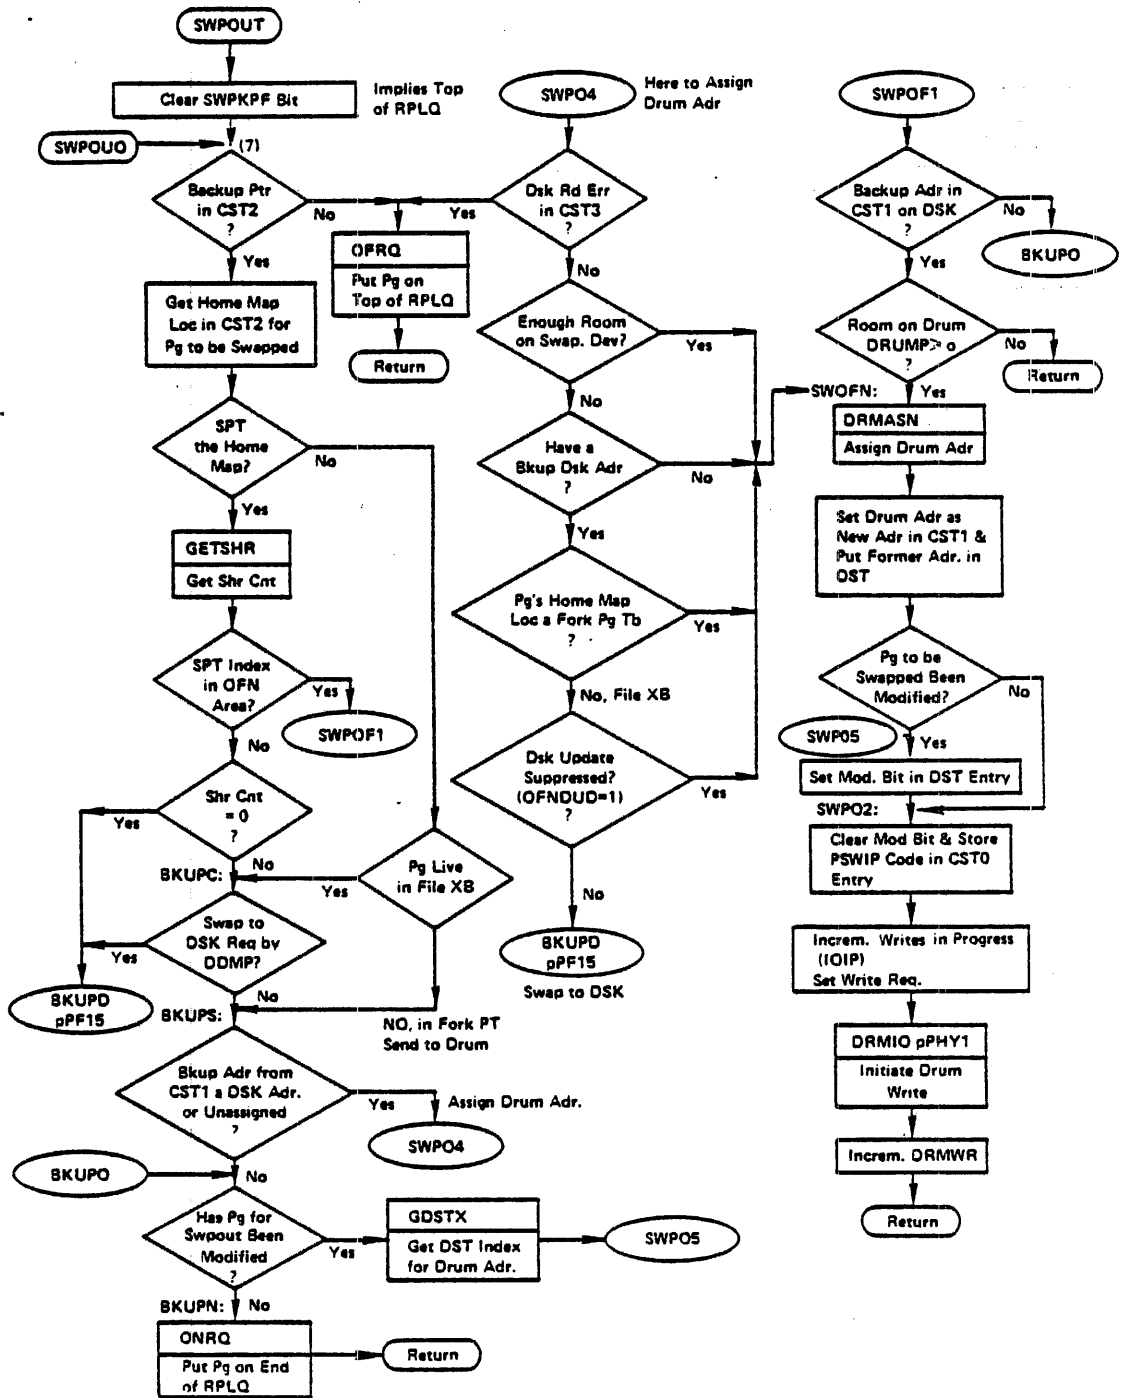 SWPOUT
Clear SWPKPF Bit
Implies Top
of RPLQ
SWPOUO
(7)
Backup Ptr
in CST2
?
No
Yes
OFRQ
Put Pg on
Top of RPLQ
Return
Get Home Map
Loc in CST2 for
Pg to be Swapped
SPT
the Home
Map?
No
Yes
GETSHR
Get Shr Cnt
SPT Index
in OFN
Area?
Yes
SWPOF1
No
Shr Cnt
= 0
?
Yes
No
BKUPC:
Pg Live
in File XB
Yes
Swap to
DSK Req by
DDMP?
Yes
BKUPD
pPF15
No
BKUPS:
NO, in Fork PT
Send to Drum
Bkup Adr from
CST1 a DSK Adr.
or Unassigned
?
Yes
Assign Drum Adr.
SWPO4
BKUPO
No
Has Pg for
Swpout Been
Modified
?
Yes
GDSTX
Get DST Index
for Drum Adr.
SWPO5
BKUPN:
No
ONRQ
Put Pg on End
of RPLQ
Return
SWPO4
Here to Assign
Drum Adr
Dsk Rd Err
in CST3
?
Yes
No
Enough Room
on Swap. Dev?
Yes
No
Have a
Bkup Dsk Adr
?
No
Yes
Pg's Home Map
Loc a Fork Pg Tb
?
Yes
No, File XB
Dsk Update
Suppressed?
(OFNDUD=1)
?
Yes
No
BKUPD
pPF15
Swap to DSK
SWPOF1
Backup Adr in
CST1 on DSK
?
No
BKUPO
Yes
Room on Drum
DRUMP> o
?
No
Return
SWOFN:
Yes
DRMASN
Assign Drum Adr
Set Drum Adr as
New Adr in CST1 &
Put Former Adr. in
DST
Pg to be
Swapped Been
Modified?
No
SWP05
Yes
Set Mod. Bit in DST Entry
SWPO2:
Clear Mod Bit & Store
PSWIP Code in CST0
Entry
Increm. Writes in Progress
(IOIP)
Set Write Req.
DRMIO pPHY1
Initiate Drum
Write
Increm. DRMWR
Return